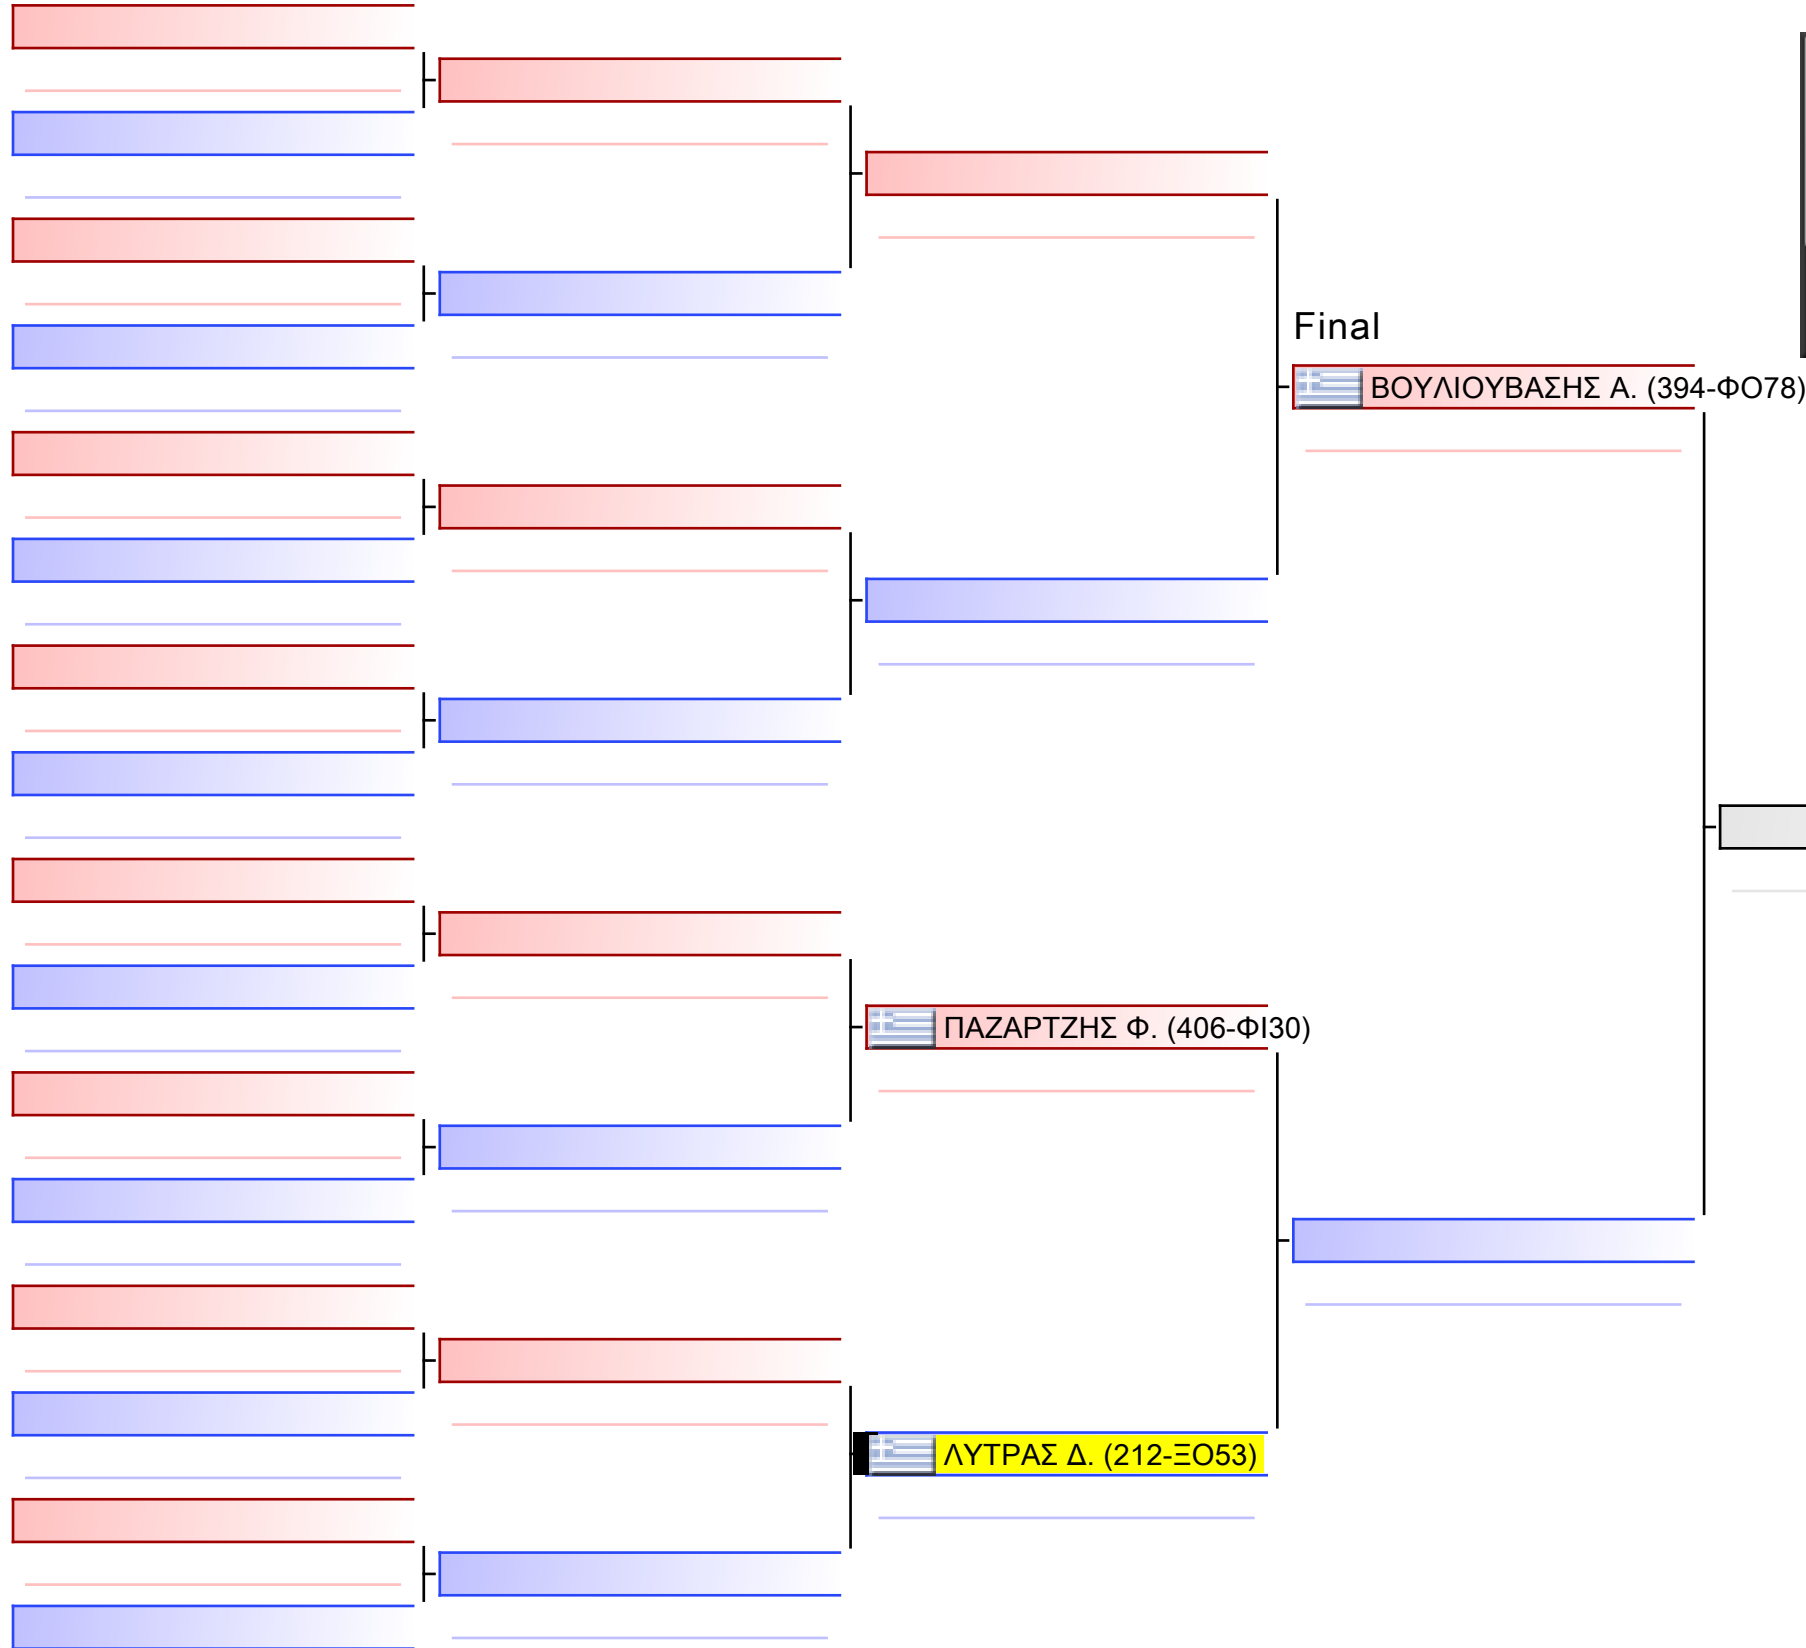 Final
ΒΟΥΛΙΟΥΒΑΣΗΣ Α. (394-ΦΟ78)
ΠΑΖΑΡΤΖΗΣ Φ. (406-ΦΙ30)
ΛΥΤΡΑΣ Δ. (212-ΞΟ53)